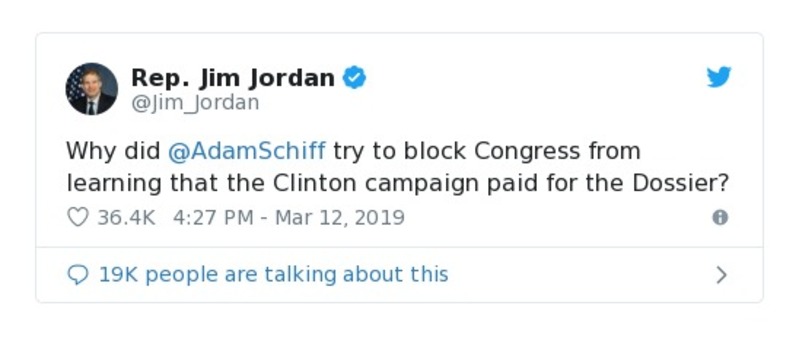 Rep. Jim Jordan
@Jim_Jordan
Why did @AdamSchiff try to block Congress from
learning that the Clinton campaign paid for the Dossier?
36.4K 4:27 PM - Mar 12, 2019
19K people are talking about this